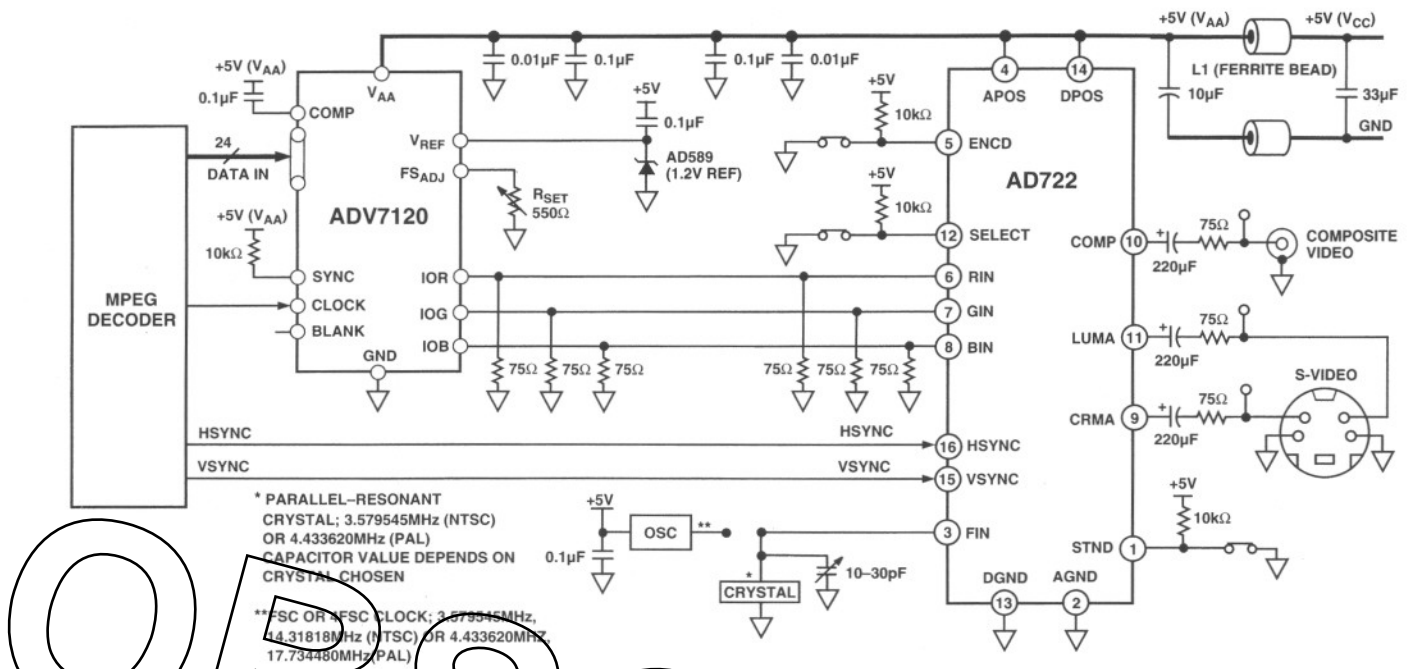 +5V (VAA)
+5V (VCC)
0.01µF
0.1µF
0.1µF
0.01µF
+5V (VAA)
0.1µF
VAA
COMP
+5V
0.1µF
+5V
10kΩ
4
APOS
14
DPOS
L1 (FERRITE BEAD)
10µF
33µF
GND
24
DATA IN
VREF
FSADJ
AD589
(1.2V REF)
5
ENCD
AD722
RSET
550Ω
ADV7120
+5V
10kΩ
12
SELECT
+5V (VAA)
10kΩ
SYNC
COMP
10
+
220µF
75Ω
COMPOSITE
VIDEO
MPEG
DECODER
CLOCK
BLANK
GND
IOR
IOG
IOB
6
RIN
7
GIN
8
BIN
75Ω
75Ω
75Ω
75Ω
75Ω
75Ω
LUMA
11
+
220µF
75Ω
S-VIDEO
CRMA
9
+
220µF
75Ω
HSYNC
HSYNC
16
HSYNC
VSYNC
VSYNC
15
VSYNC
+5V
10kΩ
STND
1
+5V
0.1µF
OSC
**
3
FIN
*
CRYSTAL
10–30pF
DGND
13
AGND
2
* PARALLEL–RESONANT
CRYSTAL; 3.579545MHz (NTSC)
OR 4.433620MHz (PAL)
CAPACITOR VALUE DEPENDS ON
CRYSTAL CHOSEN
**FSC OR 4FSC CLOCK; 3.579545MHz,
14.31818MHz (NTSC) OR 4.433620MHZ,
17.734480MHz(PAL)